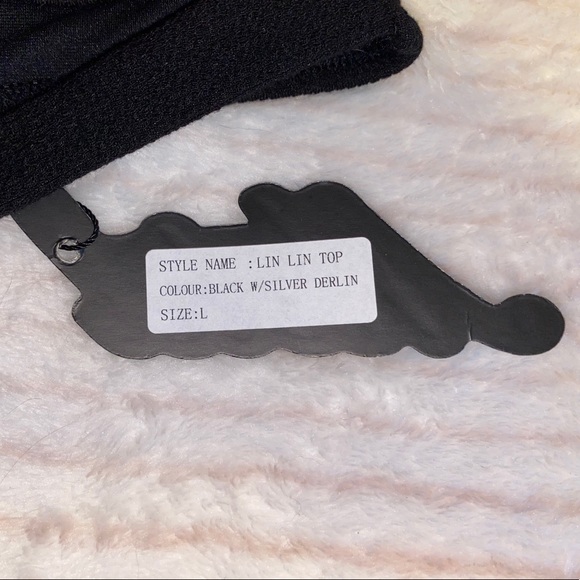 STYLE NAME :LIN LIN TOP
COLOUR:BLACK W/SILVER DERLIN
SIZE:L